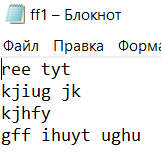 ff1 – Блокнот
Файл Правка Форма
ree tyt
kjiug jk
kjhfy
gff ihuyt ughu